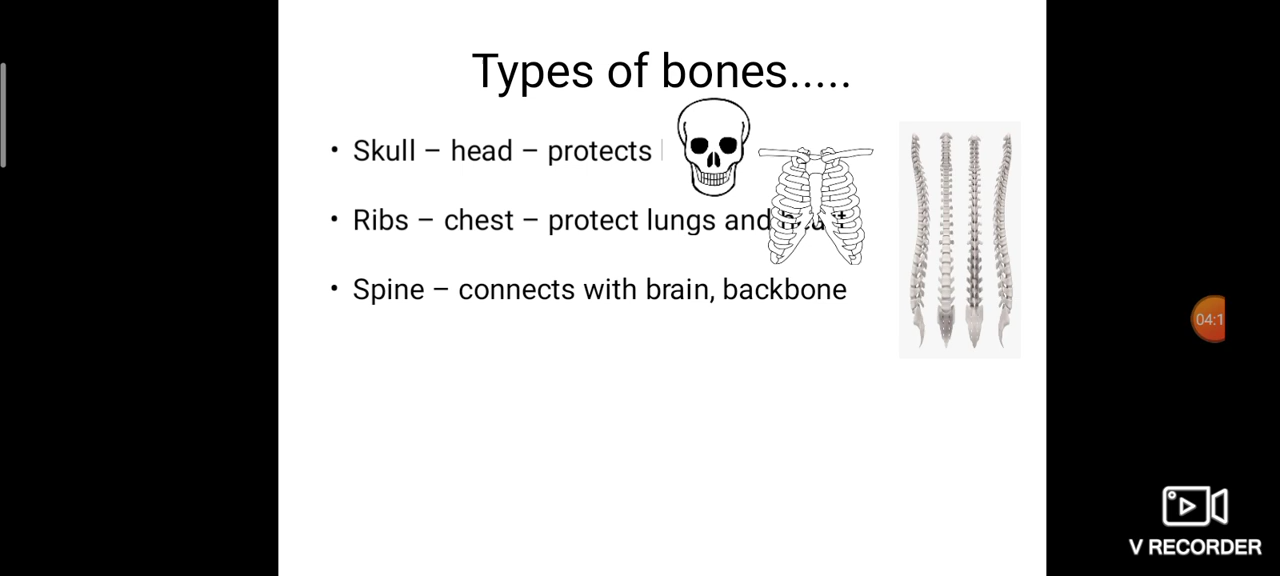 Types of bones.....
• Skull – head – protects
• Ribs – chest – protect lungs and heart
• Spine – connects with brain, backbone
04:1
V RECORDER